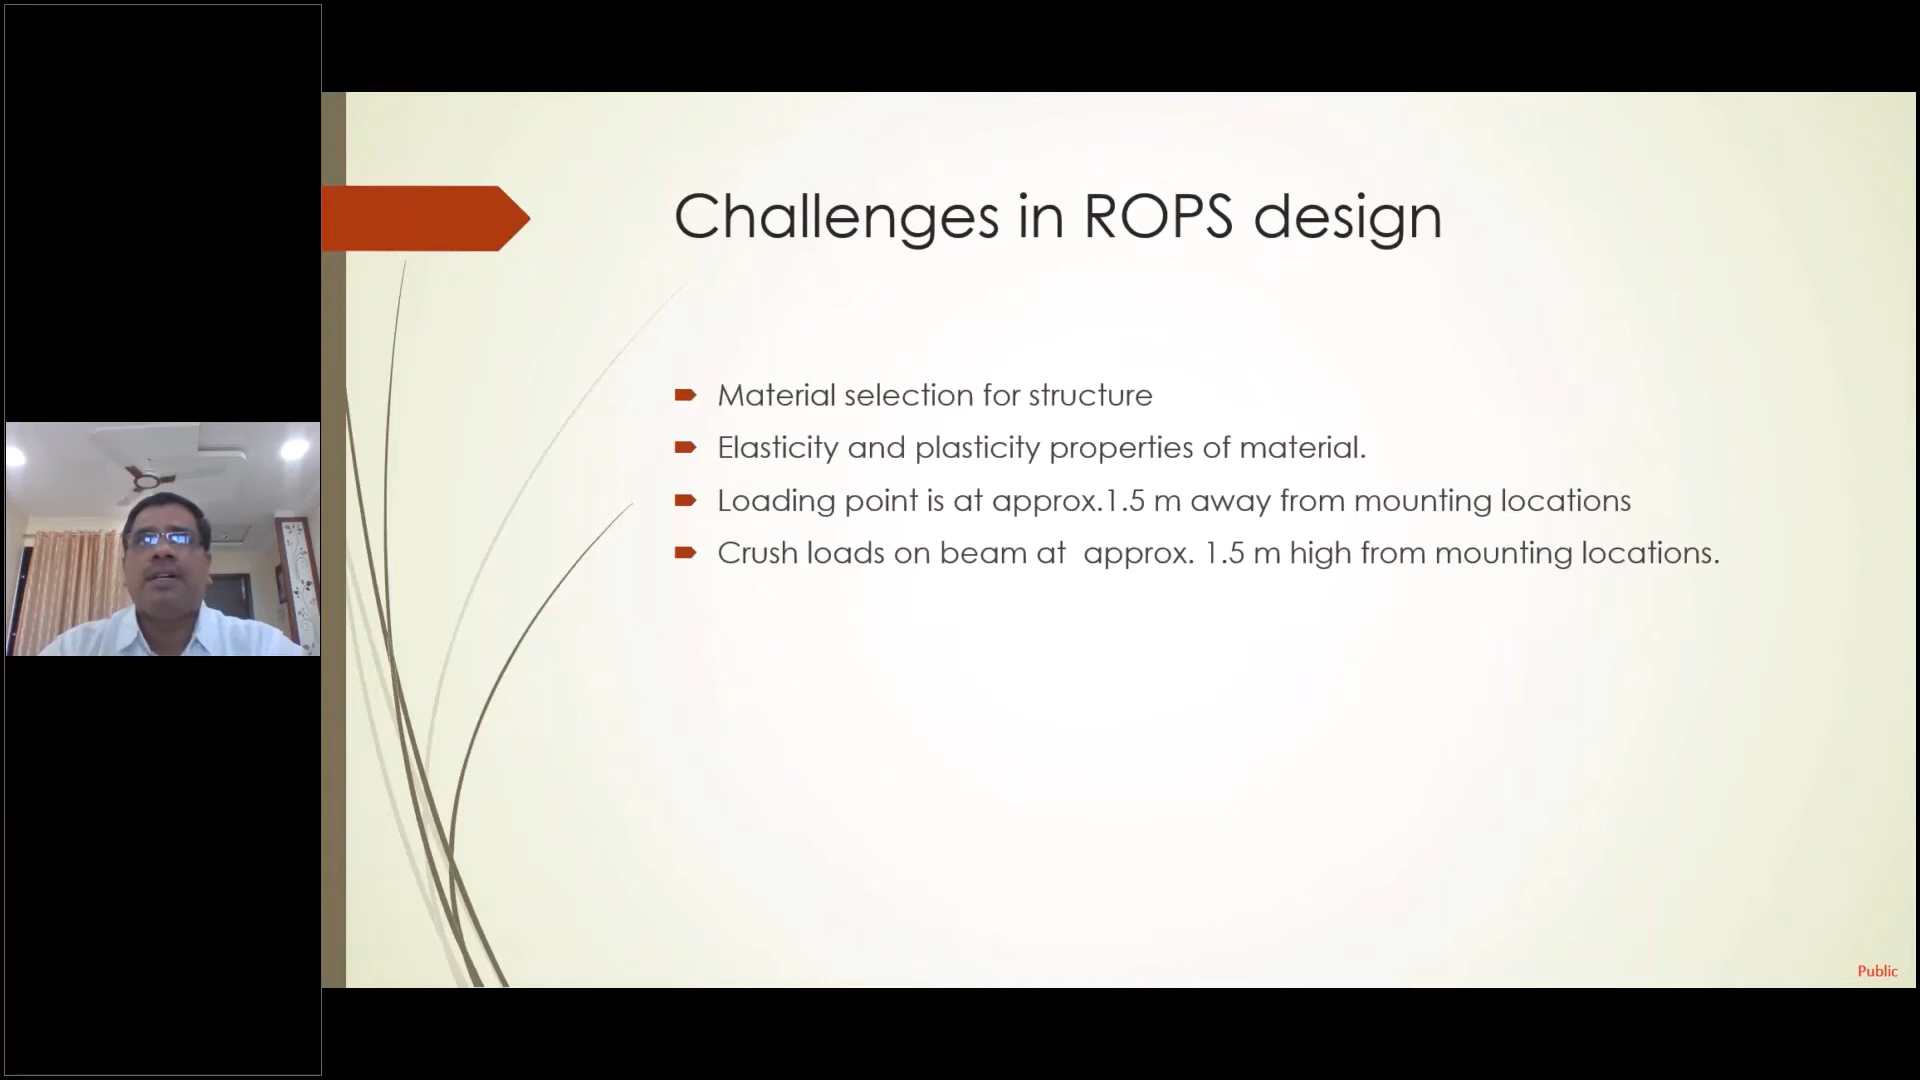 Challenges in ROPS design
Material selection for structure
Elasticity and plasticity properties of material.
Loading point is at approx.1.5 m away from mounting locations
Crush loads on beam at  approx. 1.5 m high from mounting locations.
Public